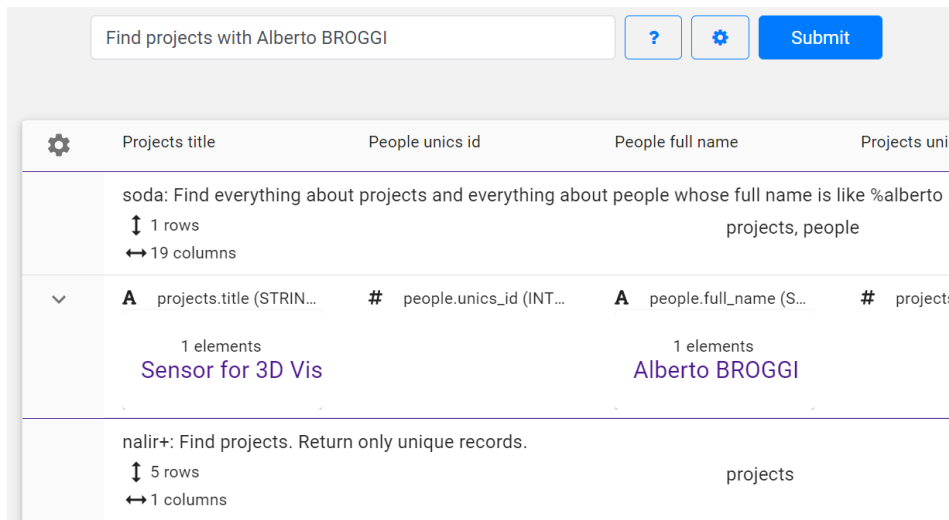 Find projects with Alberto BROGGI
?
Submit
Projects title People unics id People full name Projects uni
soda: Find everything about projects and everything about people whose full name is like %alberto
1 rows
projects, people
19 columns
A projects.title (STRIN... # people.unics_id (INT... A people.full_name (S... # projects
1 elements 1 elements
Sensor for 3D Vis Alberto BROGGI
nalir+: Find projects. Return only unique records.
5 rows
projects
1 columns